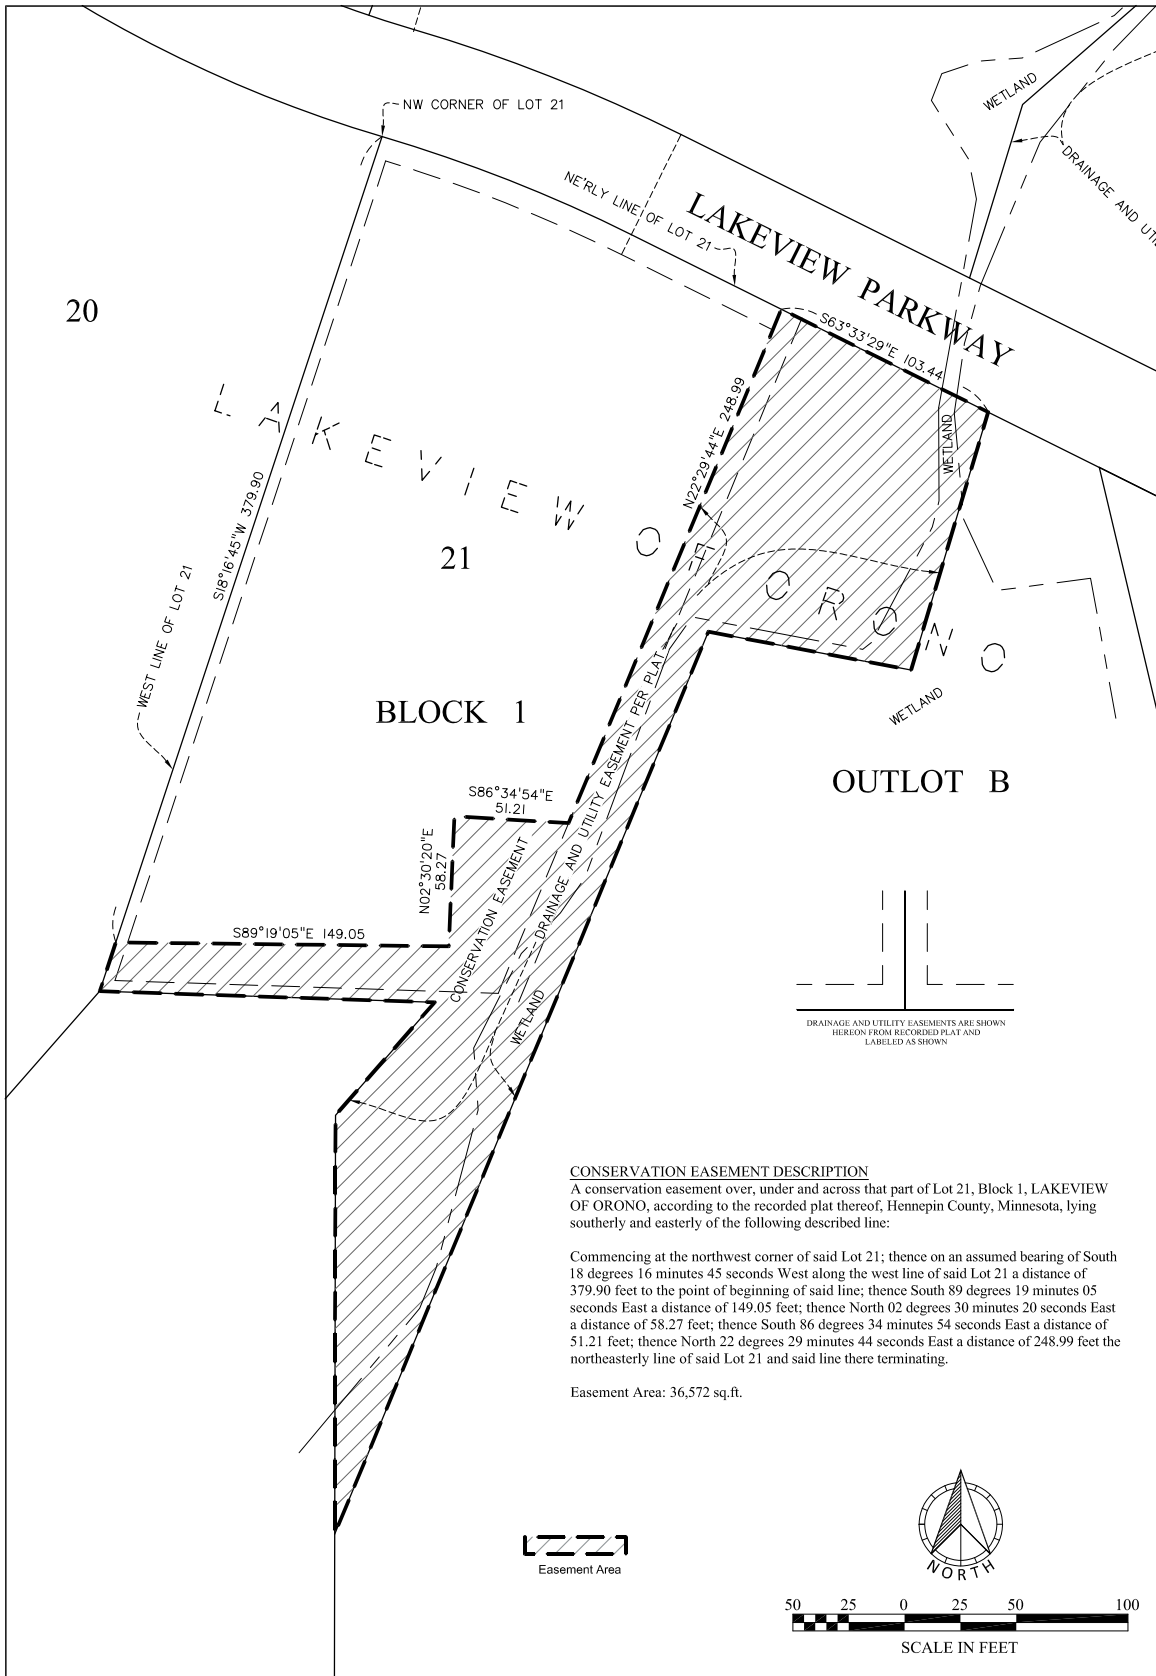 NW CORNER OF LOT 21
WETLAND
DRAINAGE AND UTI
NE'RLY LINE OF LOT 21
LAKEVIEW PARKWAY
20
S63°33'29"E 103.44
LAKEVIEW OF ORONO
N22°29'44"E 248.99
WETLAND
S18°16'45"W 379.90
21
WEST LINE OF LOT 21
WETLAND
BLOCK 1
OUTLOT B
S86°34'54"E
51.21
N02°30'20"E
58.27
DRAINAGE AND UTILITY EASEMENT PER PLAT
CONSERVATION EASEMENT
S89°19'05"E 149.05
WETLAND
DRAINAGE AND UTILITY EASEMENTS ARE SHOWN
HEREON FROM RECORDED PLAT AND
LABELED AS SHOWN
CONSERVATION EASEMENT DESCRIPTION
A conservation easement over, under and across that part of Lot 21, Block 1, LAKEVIEW
OF ORONO, according to the recorded plat thereof, Hennepin County, Minnesota, lying
southerly and easterly of the following described line:
Commencing at the northwest corner of said Lot 21; thence on an assumed bearing of South
18 degrees 16 minutes 45 seconds West along the west line of said Lot 21 a distance of
379.90 feet to the point of beginning of said line; thence South 89 degrees 19 minutes 05
seconds East a distance of 149.05 feet; thence North 02 degrees 30 minutes 20 seconds East
a distance of 58.27 feet; thence South 86 degrees 34 minutes 54 seconds East a distance of
51.21 feet; thence North 22 degrees 29 minutes 44 seconds East a distance of 248.99 feet the
northeasterly line of said Lot 21 and said line there terminating.
Easement Area: 36,572 sq.ft.
Easement Area
NORTH
50 25 0 25 50 100
SCALE IN FEET